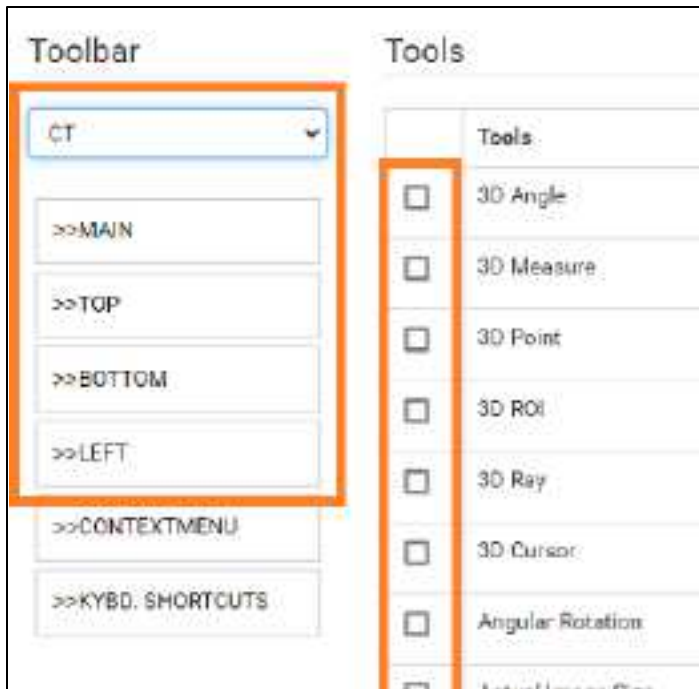 Toolbar
CT
>>MAIN
>>TOP
>>BOTTOM
>>LEFT
>>CONTEXTMENU
>>KYBD. SHORTCUTS
Tools
Tools
3D Angle
3D Measure
3D Point
3D ROI
3D Ray
3D Cursor
Angular Rotation